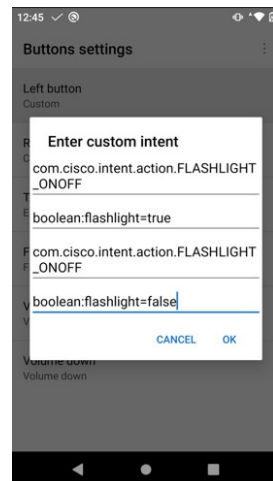 12:45
Buttons settings
Left button
Custom
R
C
Enter custom intent
com.cisco.intent.action.FLASHLIGHT
_ONOFF
T
E
boolean:flashlight=true
F
F
com.cisco.intent.action.FLASHLIGHT
_ONOFF
V
V
boolean:flashlight=false
CANCEL OK
Volume down
Volume down